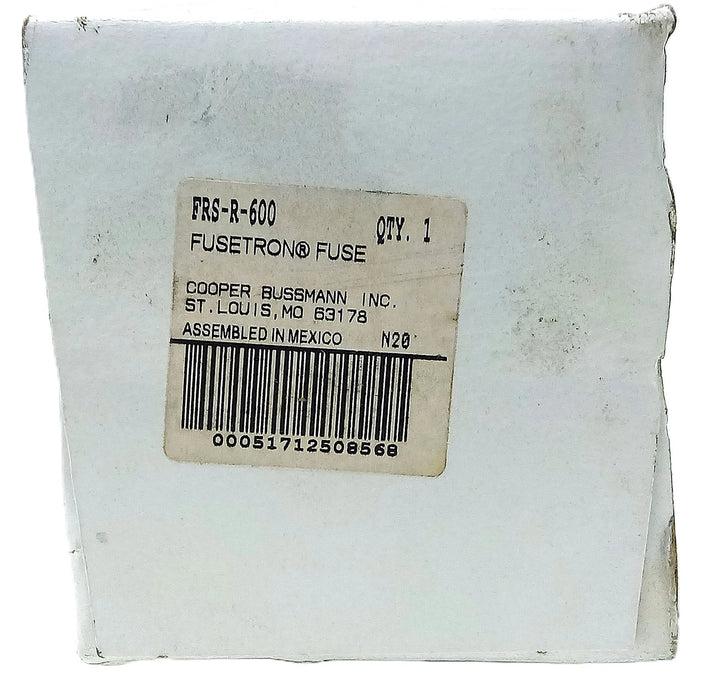 FRS-R-600 QTY. 1
FUSETRON® FUSE
COOPER BUSSMANN INC.
ST.LOUIS,MO 63178
ASSEMBLED IN MEXICO N20
00051712508568